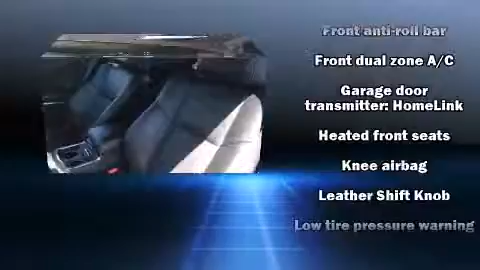 Front anti-roll bar
Front dual zone A/C
Garage door
transmitter: HomeLink
Heated front seats
Knee airbag
Leather Shift Knob
Low tire pressure warning